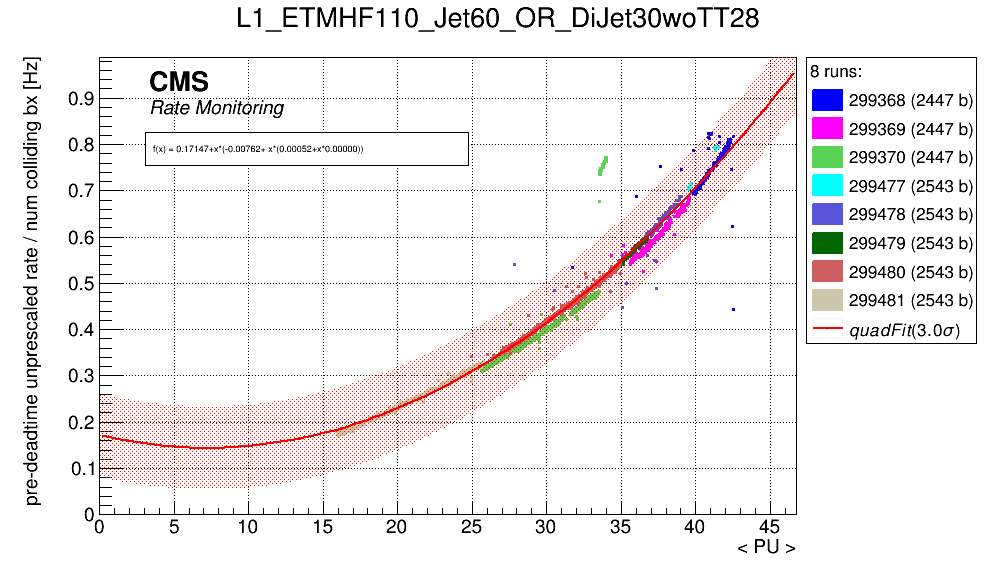 L1_ETMHF110_Jet60_OR_DiJet30woTT28
pre-deadtime unprescaled rate / num colliding bx [Hz]
CMS
Rate Monitoring
f(x) = 0.17147+x*(-0.00762+ x*(0.00052+x*0.00000))
0.9
0.8
0.7
0.6
0.5
0.4
0.3
0.2
0.1
0
0 5 10 15 20 25 30 35 40 45
< PU >
8 runs:
299368 (2447 b)
299369 (2447 b)
299370 (2447 b)
299477 (2543 b)
299478 (2543 b)
299479 (2543 b)
299480 (2543 b)
299481 (2543 b)
quadFit(3.0σ)